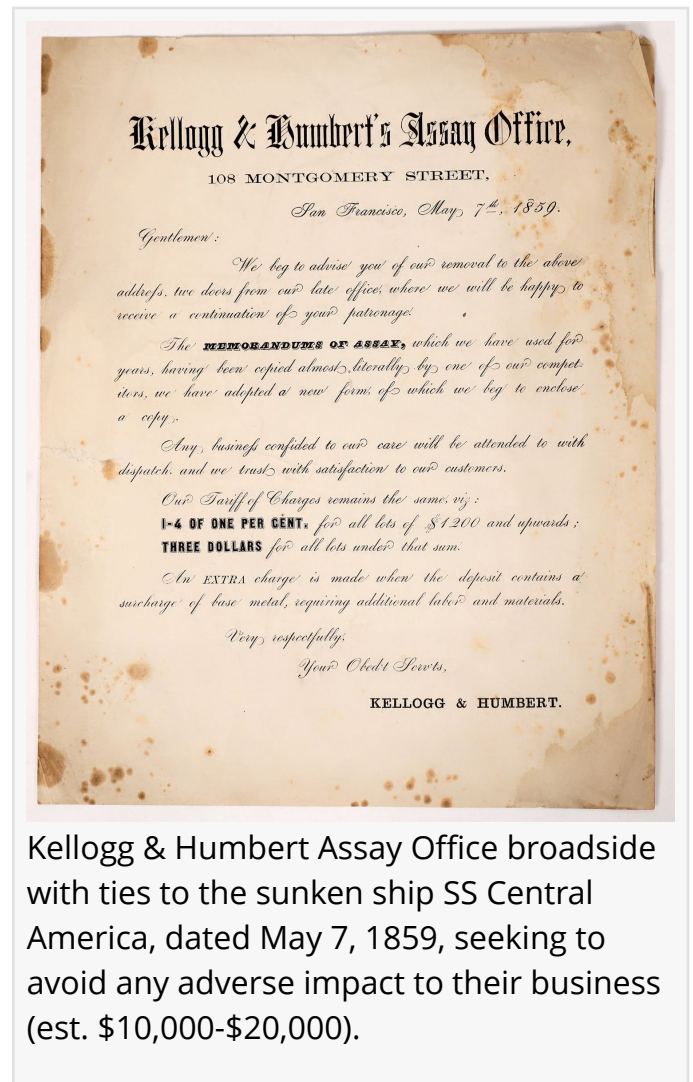 Kellogg & Humbert's Assay Office,
108 MONTGOMERY STREET,
San Francisco, May 7th, 1859.
Gentlemen:
We beg to advise you of our removal to the above
addreſs, two doors from our late office, where we will be happy to
receive a continuation of your patronage.
The MEMORANDUMS OF ASSAY, which we have used for
years, having been copied almost, literally by one of our compet-
itors, we have adopted a new form, of which we beg to enclose
a copy.
Any busineſs confided to our care will be attended to with
dispatch, and we trust with satisfaction to our customers.
Our Tariff of Charges remains the same, viz:
1-4 OF ONE PER CENT. for all lots of $1200 and upwards;
THREE DOLLARS for all lots under that sum.
An EXTRA charge is made when the deposit contains a
surcharge of base metal, requiring additional labor and materials.
Very respectfully,
Your Obed't Serv'ts,
KELLOGG & HUMBERT.
Kellogg & Humbert Assay Office broadside
with ties to the sunken ship SS Central
America, dated May 7, 1859, seeking to
avoid any adverse impact to their business
(est. $10,000-$20,000).